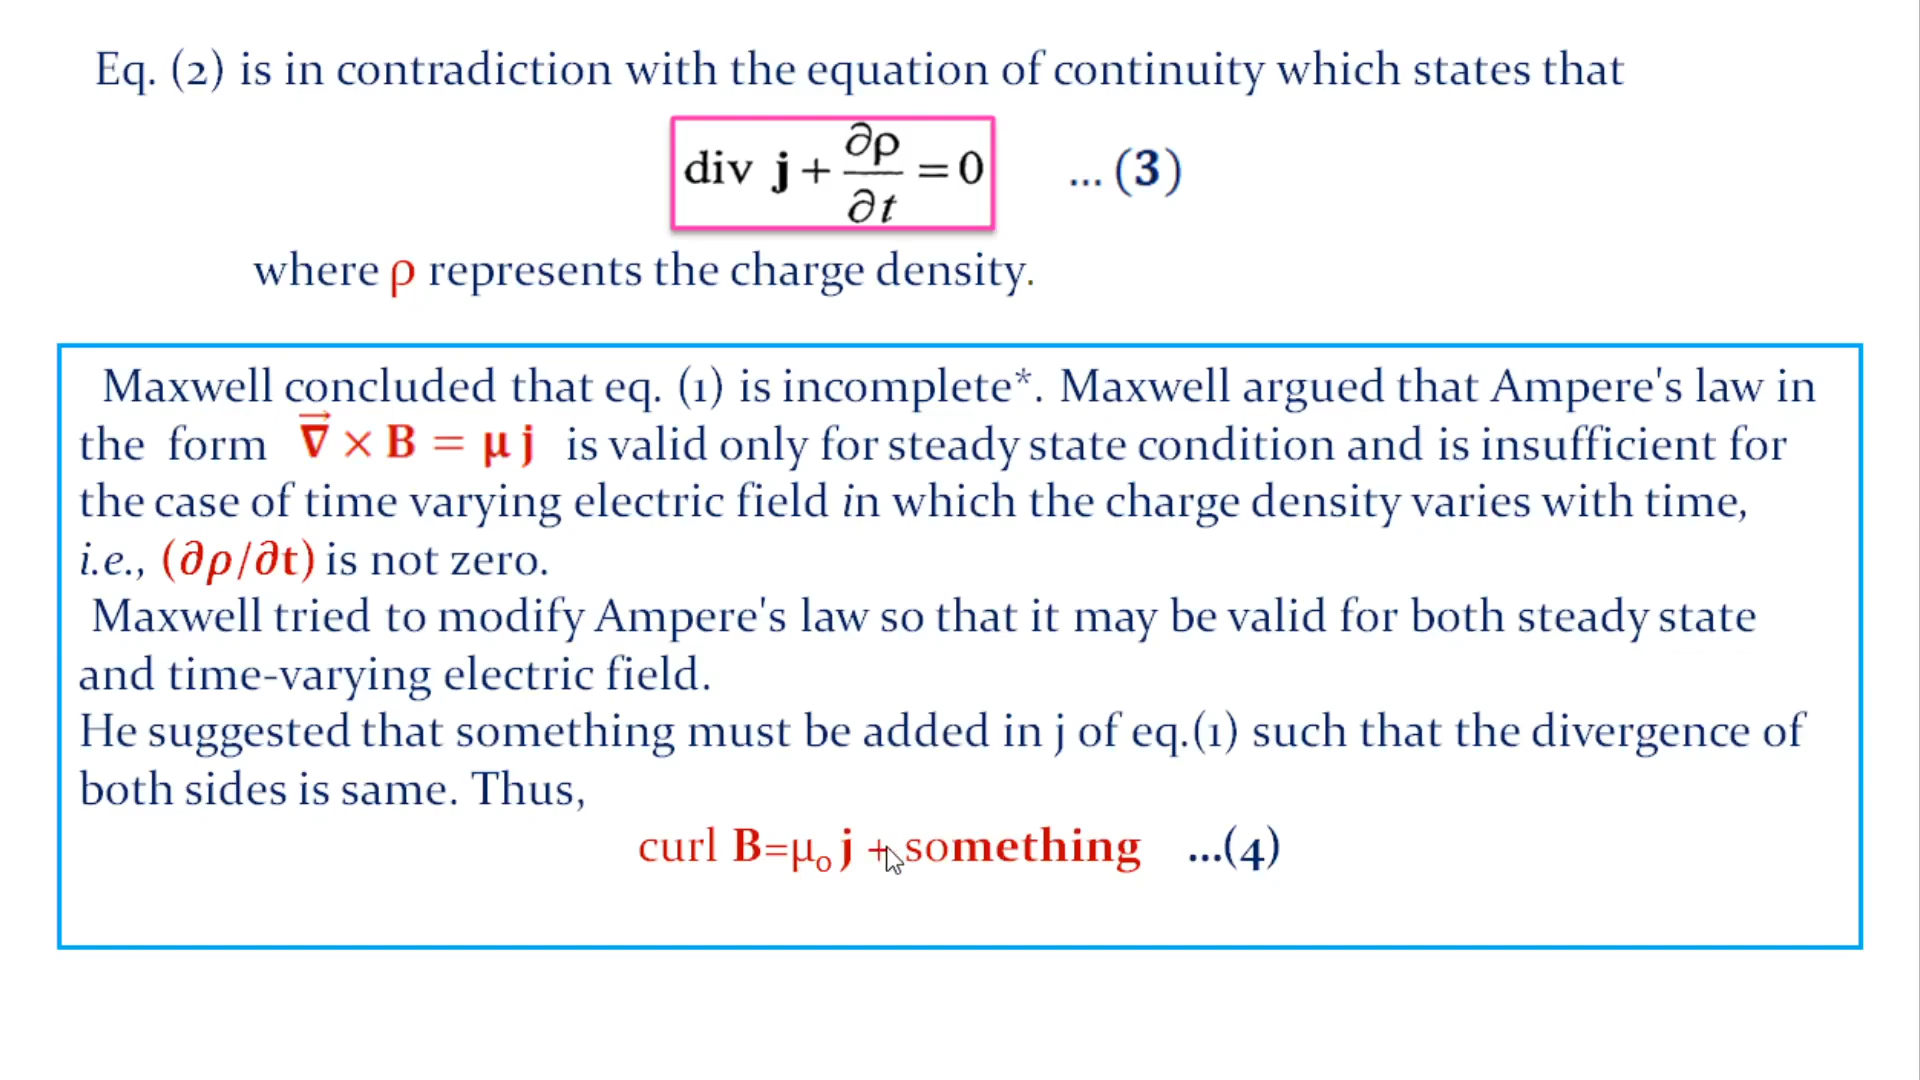 Eq. (2) is in contradiction with the equation of continuity which states that
div j + ∂ρ/∂t = 0 ... (3)
where ρ represents the charge density.
Maxwell concluded that eq. (1) is incomplete*. Maxwell argued that Ampere's law in
the form ∇⃗ × B = μ j is valid only for steady state condition and is insufficient for
the case of time varying electric field in which the charge density varies with time,
i.e., (∂ρ/∂t) is not zero.
Maxwell tried to modify Ampere's law so that it may be valid for both steady state
and time-varying electric field.
He suggested that something must be added in j of eq.(1) such that the divergence of
both sides is same. Thus,
curl B=μ₀ j + something ...(4)